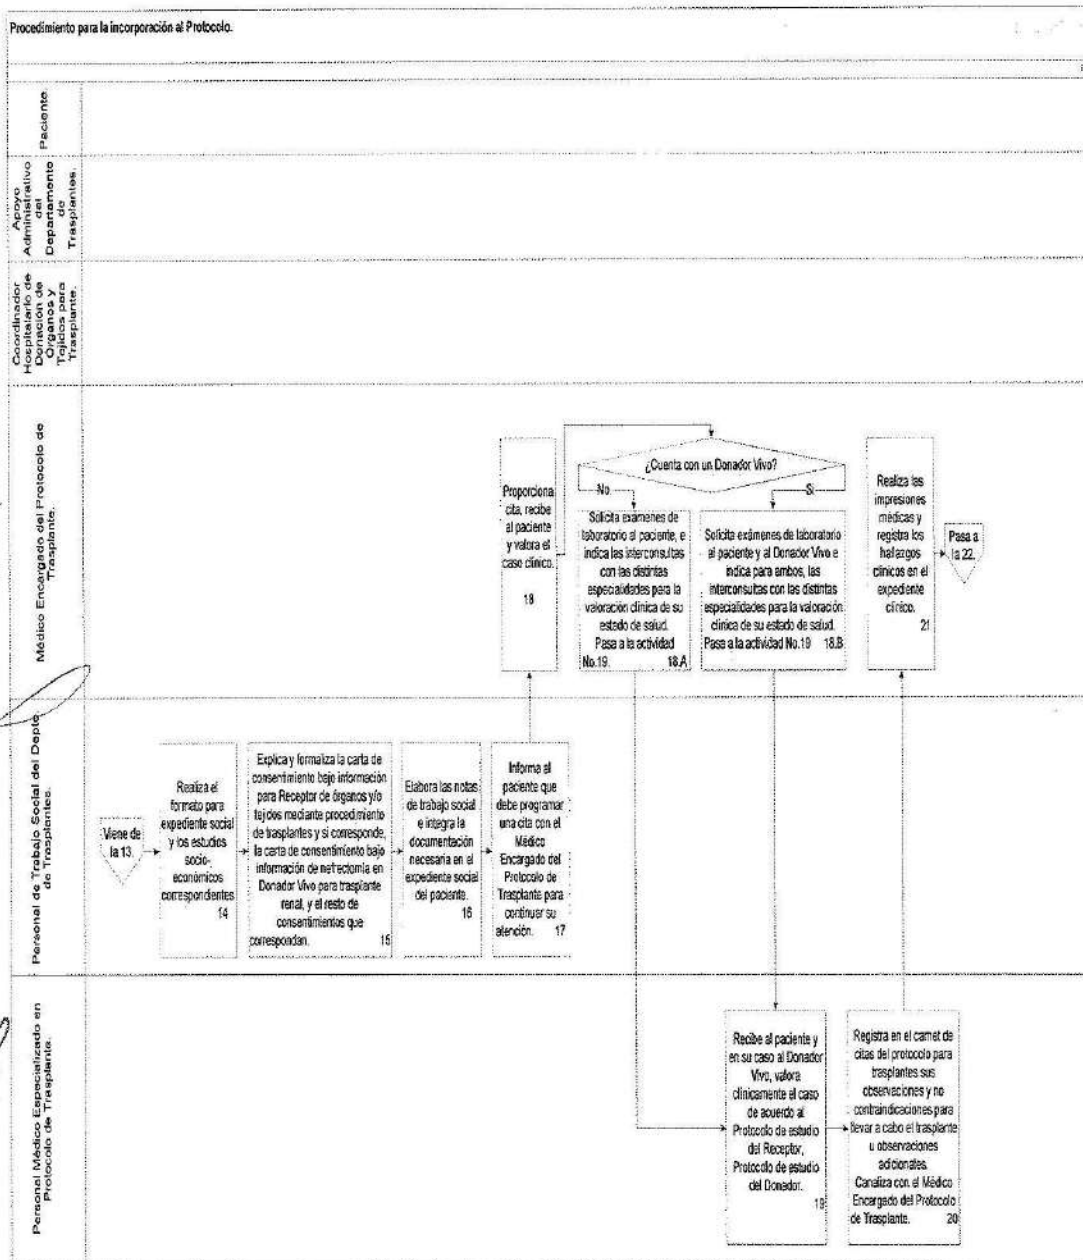 Procedimiento para la incorporación al Protocolo.
Paciente.
Apoyo
Administrativo
del
Departamento
de
Trasplantes.
Coordinador
Hospitalario de
Donación de
Órganos y
Tejidos para
Trasplante.
Médico Encargado del Protocolo de
Trasplante.
Proporciona
cita, recibe
al paciente
y valora el
caso clínico.
18
¿Cuenta con un Donador Vivo?
No
Si
Solicita exámenes de
laboratorio al paciente, e
indica las interconsultas
con las distintas
especialidades para la
valoración clínica de su
estado de salud.
Pasa a la actividad
No.19. 18.A
Solicita exámenes de laboratorio
al paciente y al Donador Vivo e
indica para ambos, las
interconsultas con las distintas
especialidades para la valoración
clínica de su estado de salud.
Pasa a la actividad No.19 18.B
Realiza las
impresiones
médicas y
registra los
hallazgos
clínicos en el
expediente
clínico.
21
Pasa a
la 22.
Personal de Trabajo Social del Depto.
de Trasplantes.
Viene de
la 13.
Realiza el
formato para
expediente social
y los estudios
socio-
económicos
correspondientes
14
Explica y formaliza la carta de
consentimiento bajo información
para Receptor de órganos y/o
tejidos mediante procedimiento
de trasplantes y si corresponde,
la carta de consentimiento bajo
información de nefrectomía en
Donador Vivo para trasplante
renal, y el resto de
consentimientos que
correspondan. 15
Elabora las notas
de trabajo social
e integra la
documentación
necesaria en el
expediente social
del paciente.
16
Informa al
paciente que
debe programar
una cita con el
Médico
Encargado del
Protocolo de
Trasplante para
continuar su
atención. 17
Personal Médico Especializado en
Protocolo de Trasplante.
Recibe al paciente y
en su caso al Donador
Vivo, valora
clínicamente el caso
de acuerdo al
Protocolo de estudio
del Receptor,
Protocolo de estudio
del Donador.
19
Registra en el carnet de
citas del protocolo para
trasplantes sus
observaciones y no
contraindicaciones para
llevar a cabo el trasplante
u observaciones
adicionales.
Canaliza con el Médico
Encargado del Protocolo
de Trasplante. 20